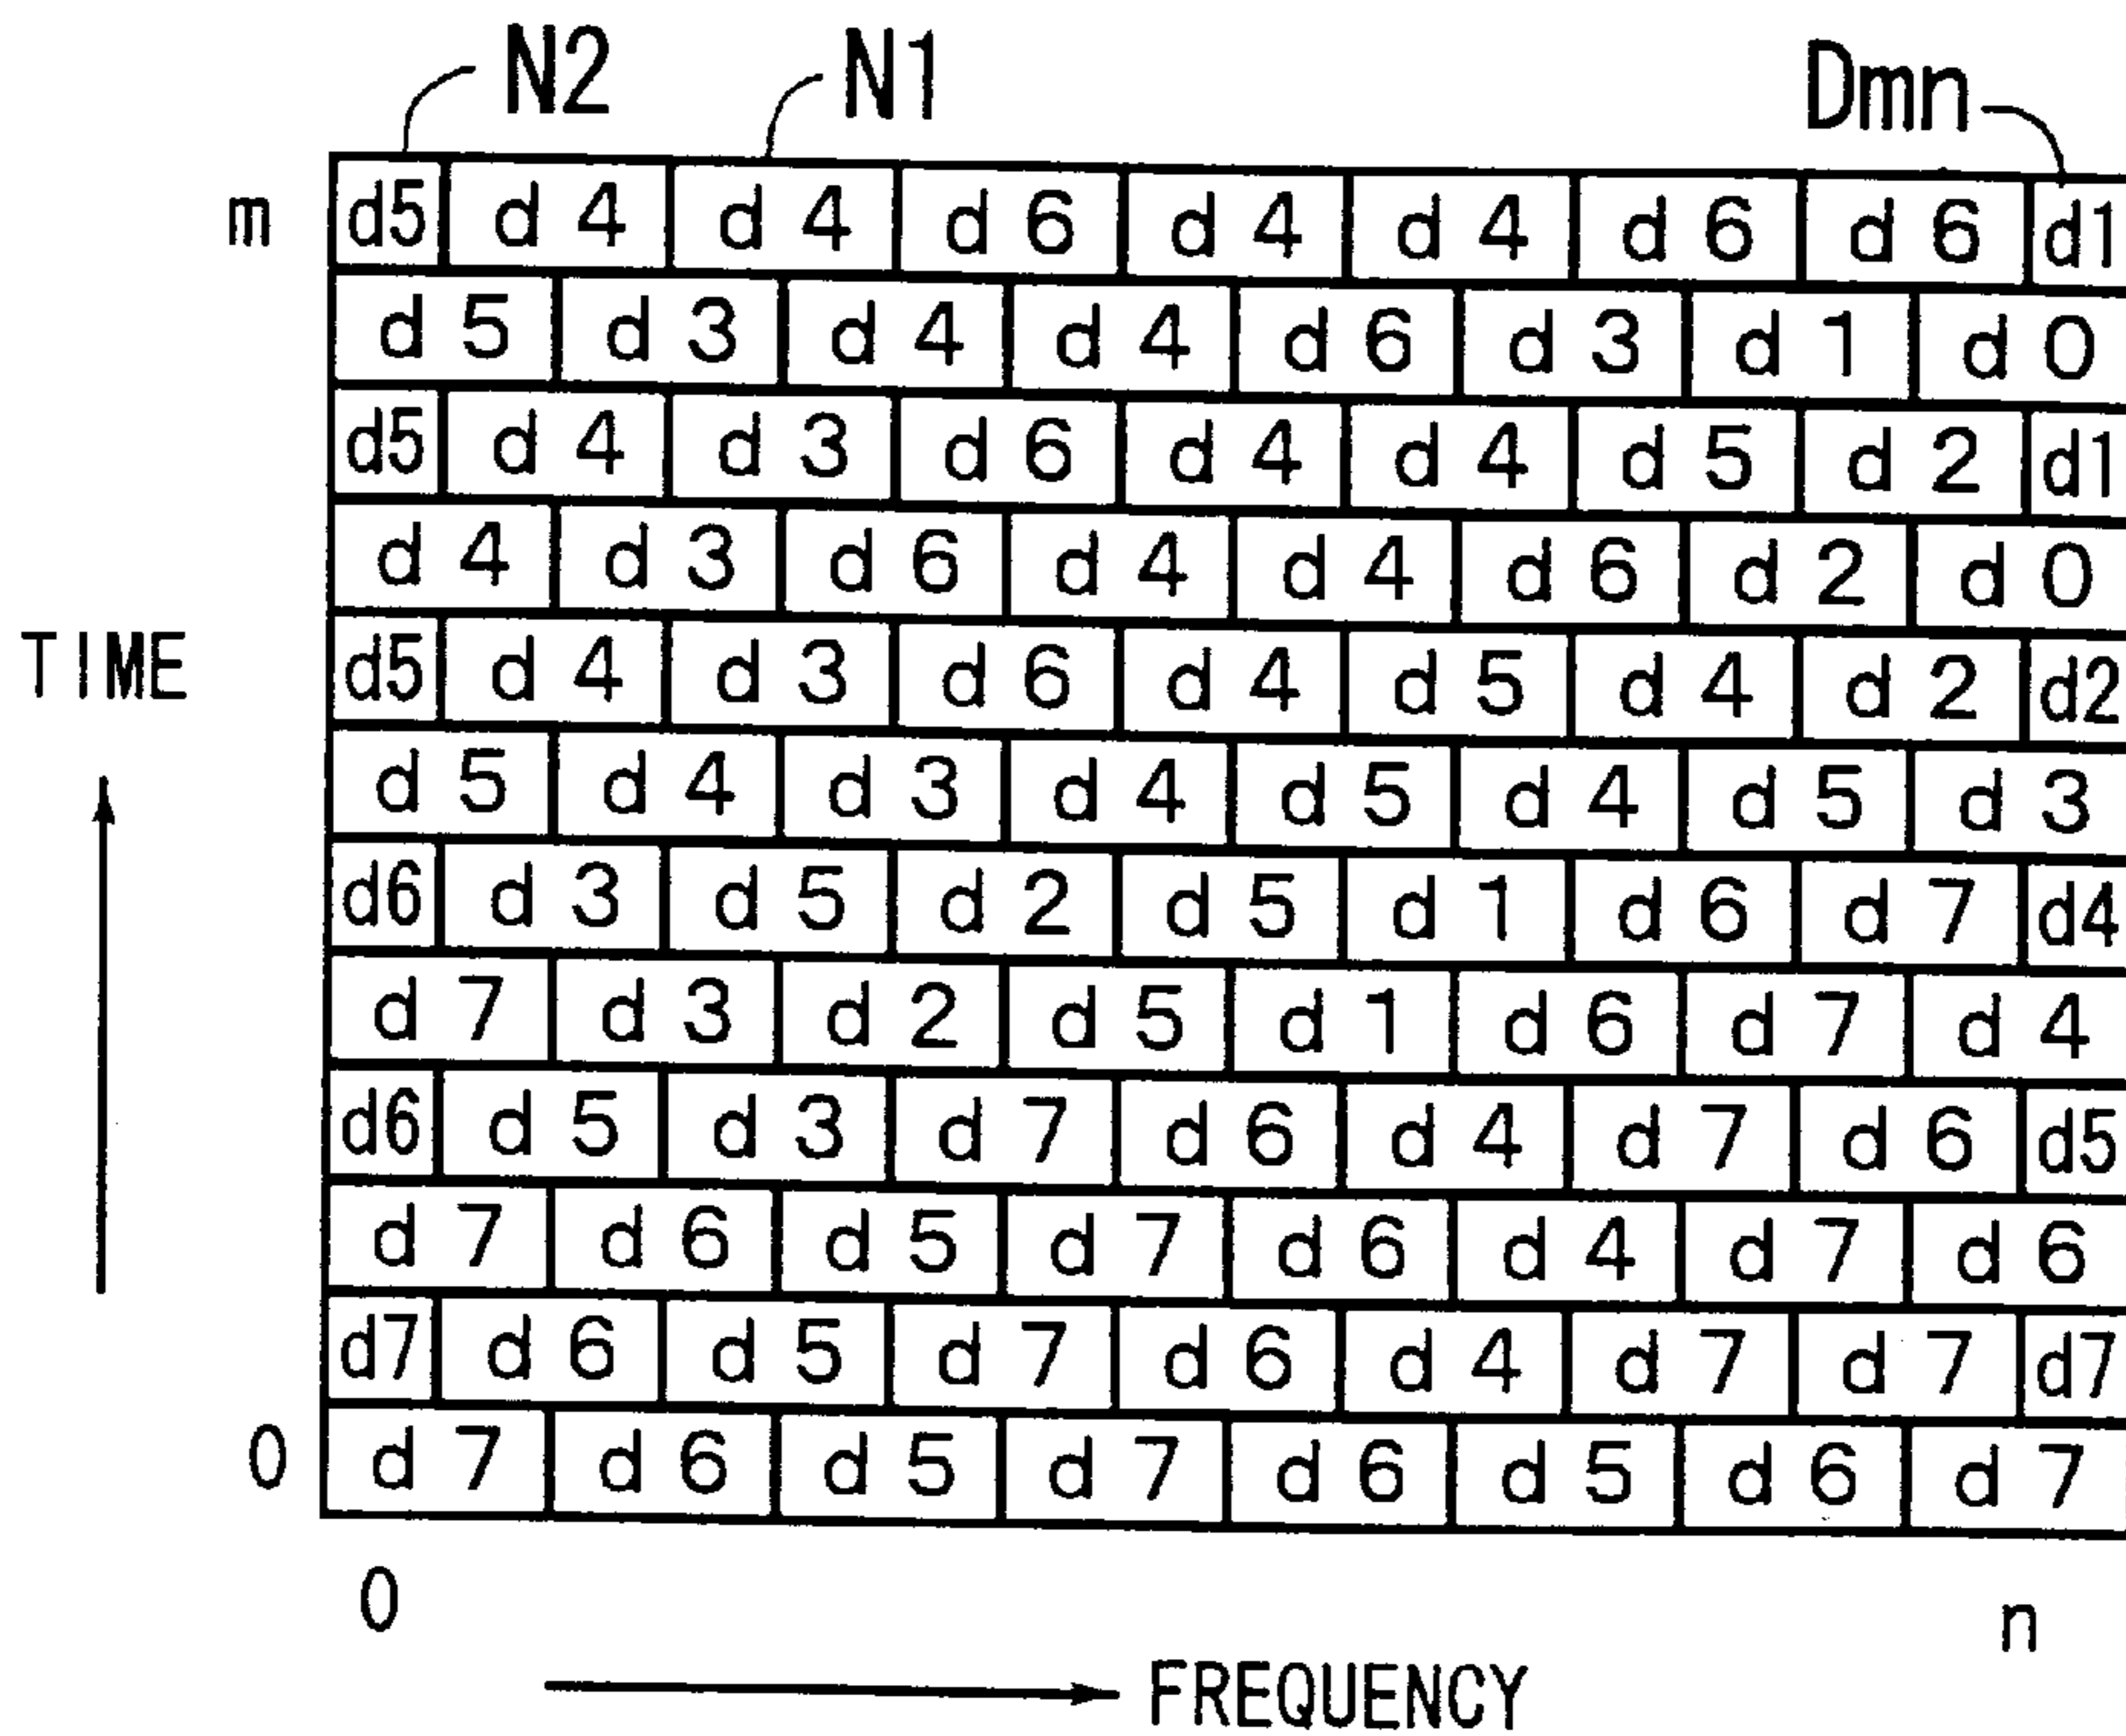 N2 N1 Dmn
m d5 d 4 d 4 d 6 d 4 d 4 d 6 d 6 d1
d 5 d 3 d 4 d 4 d 6 d 3 d 1 d 0
d5 d 4 d 3 d 6 d 4 d 4 d 5 d 2 d1
d 4 d 3 d 6 d 4 d 4 d 6 d 2 d 0
TIME d5 d 4 d 3 d 6 d 4 d 5 d 4 d 2 d2
d 5 d 4 d 3 d 4 d 5 d 4 d 5 d 3
d6 d 3 d 5 d 2 d 5 d 1 d 6 d 7 d4
d 7 d 3 d 2 d 5 d 1 d 6 d 7 d 4
d6 d 5 d 3 d 7 d 6 d 4 d 7 d 6 d5
d 7 d 6 d 5 d 7 d 6 d 4 d 7 d 6
d7 d 6 d 5 d 7 d 6 d 4 d 7 d 7 d7
0 d 7 d 6 d 5 d 7 d 6 d 5 d 6 d 7
0 n
FREQUENCY